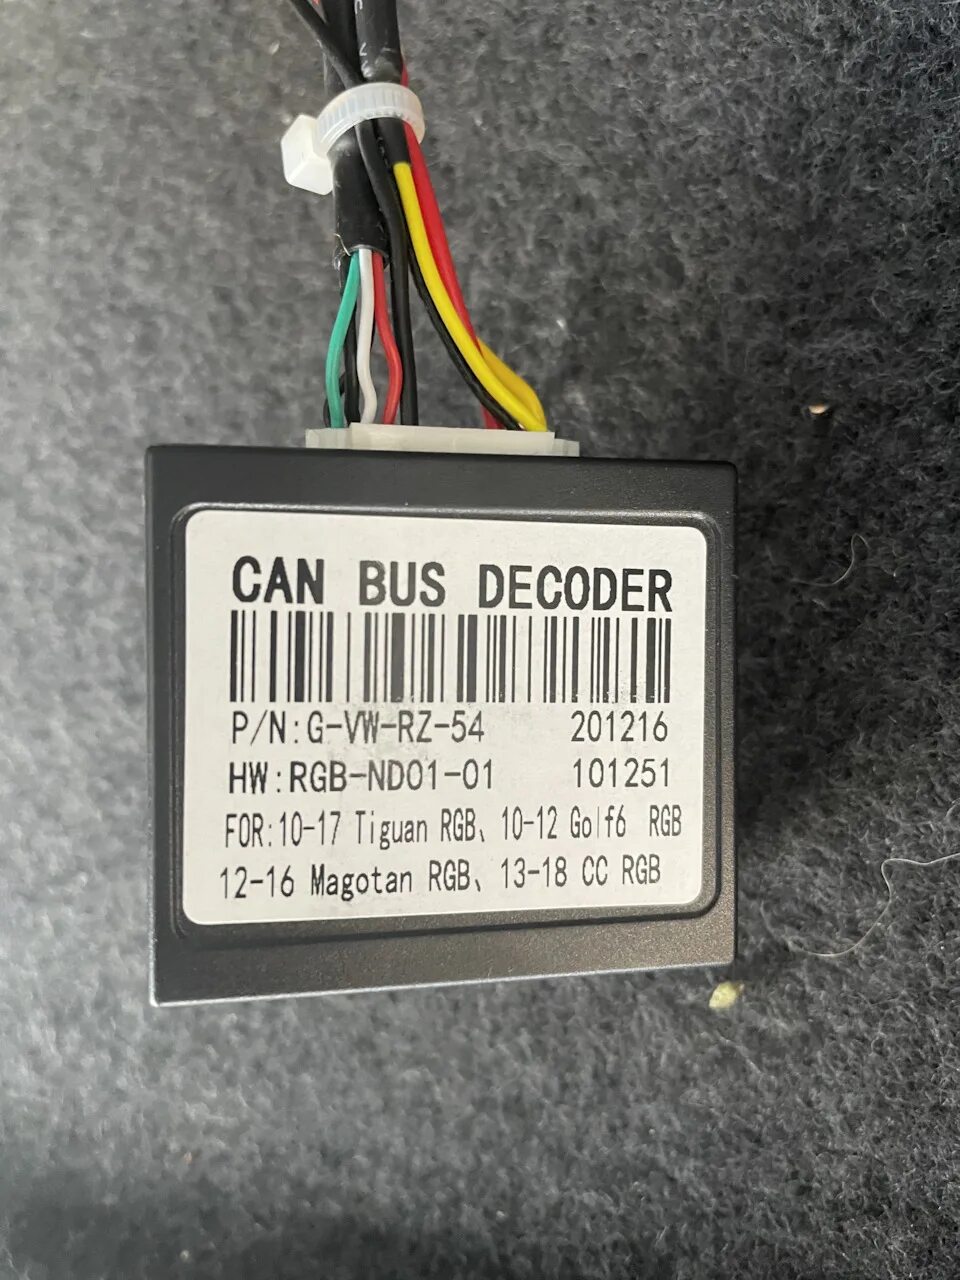 CAN BUS DECODER
P/N:G-VW-RZ-54 201216
HW:RGB-ND01-01 101251
FOR:10-17 Tiguan RGB、10-12 Golf6 RGB
12-16 Magotan RGB、13-18 CC RGB